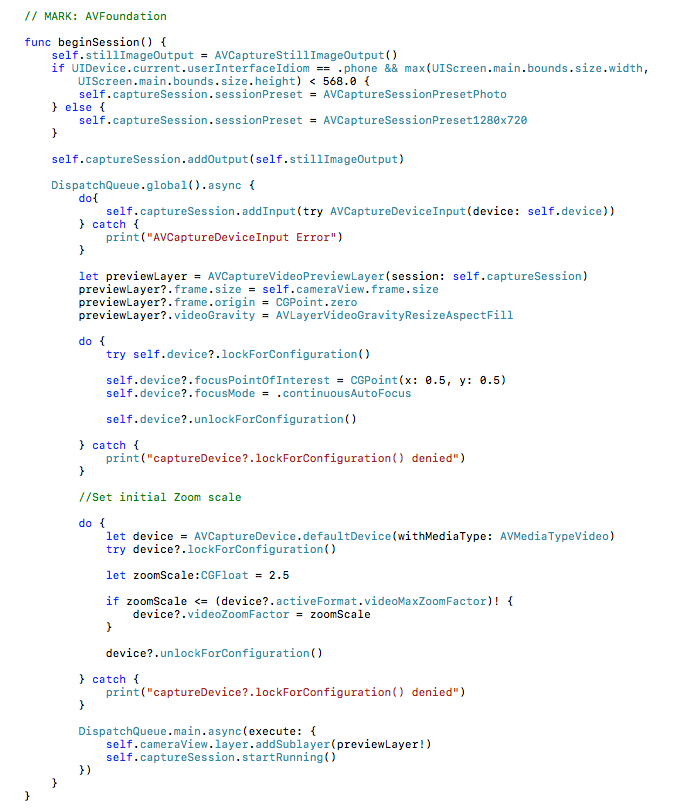 // MARK: AVFoundation
func beginSession() {
self.stillImageOutput = AVCaptureStillImageOutput()
if UIDevice.current.userInterfaceIdiom == .phone && max(UIScreen.main.bounds.size.width,
UIScreen.main.bounds.size.height) < 568.0 {
self.captureSession.sessionPreset = AVCaptureSessionPresetPhoto
} else {
self.captureSession.sessionPreset = AVCaptureSessionPreset1280x720
}
self.captureSession.addOutput(self.stillImageOutput)
DispatchQueue.global().async {
do{
self.captureSession.addInput(try AVCaptureDeviceInput(device: self.device))
} catch {
print("AVCaptureDeviceInput Error")
}
let previewLayer = AVCaptureVideoPreviewLayer(session: self.captureSession)
previewLayer?.frame.size = self.cameraView.frame.size
previewLayer?.frame.origin = CGPoint.zero
previewLayer?.videoGravity = AVLayerVideoGravityResizeAspectFill
do {
try self.device?.lockForConfiguration()
self.device?.focusPointOfInterest = CGPoint(x: 0.5, y: 0.5)
self.device?.focusMode = .continuousAutoFocus
self.device?.unlockForConfiguration()
} catch {
print("captureDevice?.lockForConfiguration() denied")
}
//Set initial Zoom scale
do {
let device = AVCaptureDevice.defaultDevice(withMediaType: AVMediaTypeVideo)
try device?.lockForConfiguration()
let zoomScale:CGFloat = 2.5
if zoomScale <= (device?.activeFormat.videoMaxZoomFactor)! {
device?.videoZoomFactor = zoomScale
}
device?.unlockForConfiguration()
} catch {
print("captureDevice?.lockForConfiguration() denied")
}
DispatchQueue.main.async(execute: {
self.cameraView.layer.addSublayer(previewLayer!)
self.captureSession.startRunning()
})
}
}